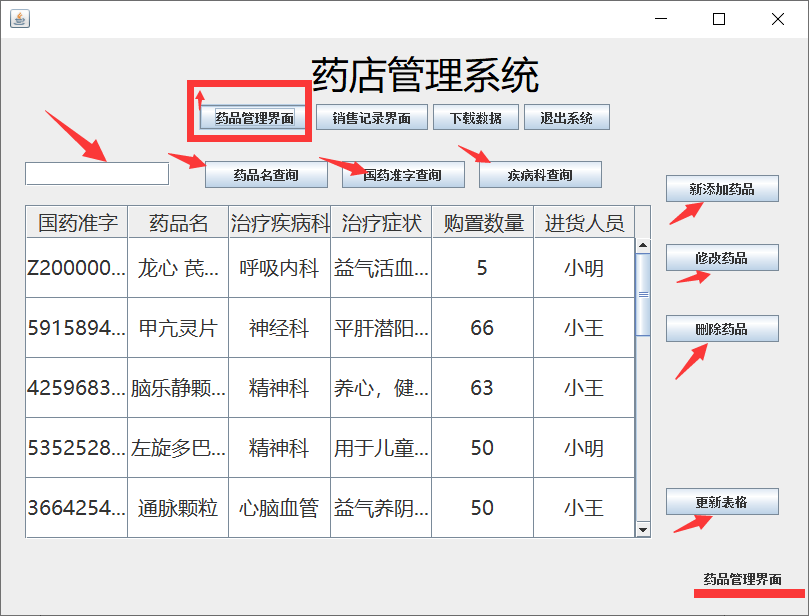 药店管理系统
药品管理界面 销售记录界面 下载数据 退出系统
药品名查询 国药准字查询 疾病科查询
新添加药品
国药准字 药品名 治疗疾病科 治疗症状 购置数量 进货人员
Z200000... 龙心 芪... 呼吸内科 益气活血... 5 小明
修改药品
5915894... 甲亢灵片 神经科 平肝潜阳... 66 小王
删除药品
4259683... 脑乐静颗... 精神科 养心，健... 63 小王
5352528... 左旋多巴... 精神科 用于儿童... 50 小明
3664254... 通脉颗粒 心脑血管 益气养阴... 50 小王
更新表格
药品管理界面